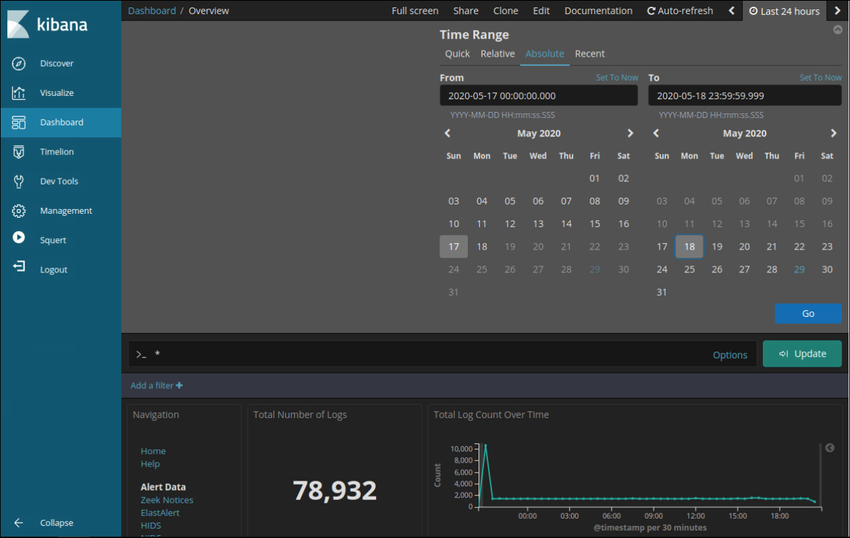 kibana
Discover
Visualize
Dashboard
Timelion
Dev Tools
Management
Squert
Logout
Collapse
Dashboard / Overview
Full screen Share Clone Edit Documentation Auto-refresh Last 24 hours
Time Range
Quick Relative Absolute Recent
From Set To Now
2020-05-17 00:00:00.000
YYYY-MM-DD HH:mm:ss.SSS
May 2020
Sun Mon Tue Wed Thu Fri Sat
01 02
03 04 05 06 07 08 09
10 11 12 13 14 15 16
17 18 19 20 21 22 23
24 25 26 27 28 29 30
31
To Set To Now
2020-05-18 23:59:59.999
YYYY-MM-DD HH:mm:ss.SSS
May 2020
Sun Mon Tue Wed Thu Fri Sat
01 02
03 04 05 06 07 08 09
10 11 12 13 14 15 16
17 18 19 20 21 22 23
24 25 26 27 28 29 30
31
Go
>_ * Options Update
Add a filter +
Navigation
Home
Help
Alert Data
Zeek Notices
ElastAlert
HIDS
NIDS
Total Number of Logs
78,932
Total Log Count Over Time
Count
10,000
8,000
6,000
4,000
2,000
0
00:00 03:00 06:00 09:00 12:00 15:00 18:00
@timestamp per 30 minutes